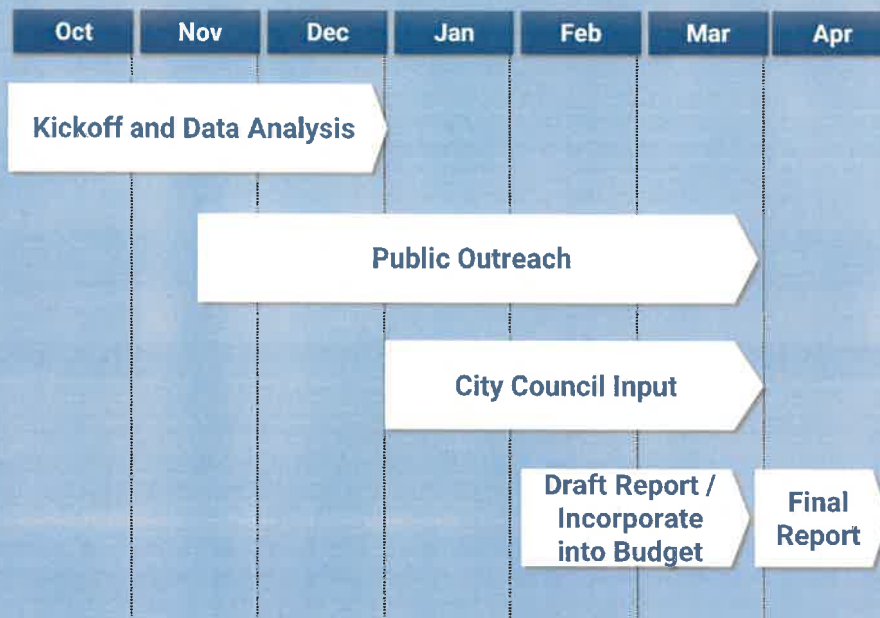 Oct Nov Dec Jan Feb Mar Apr
Kickoff and Data Analysis
Public Outreach
City Council Input
Draft Report /
Incorporate
into Budget
Final
Report